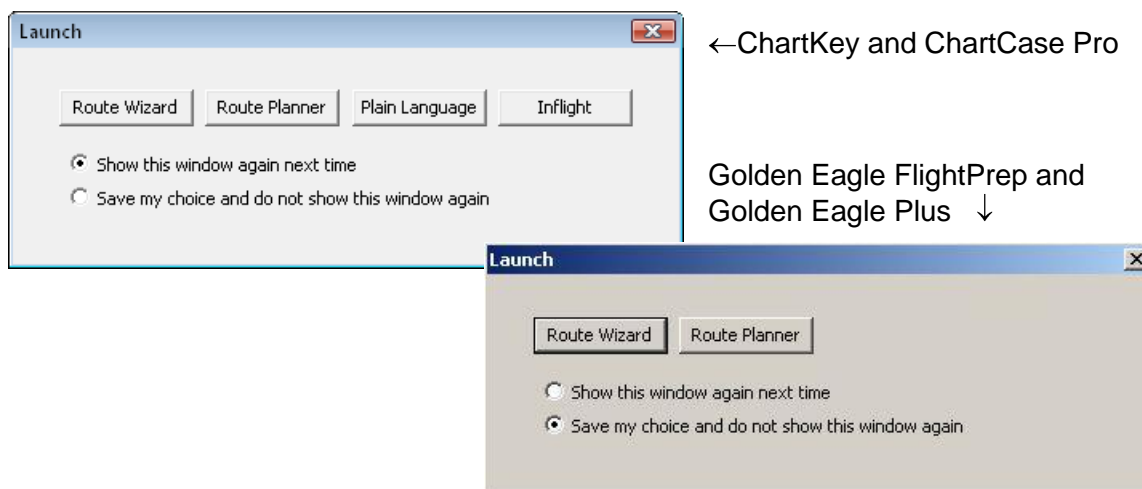 Launch
←ChartKey and ChartCase Pro
Route Wizard Route Planner Plain Language Inflight
Show this window again next time
Save my choice and do not show this window again
Golden Eagle FlightPrep and
Golden Eagle Plus ↓
Launch
Route Wizard Route Planner
Show this window again next time
Save my choice and do not show this window again